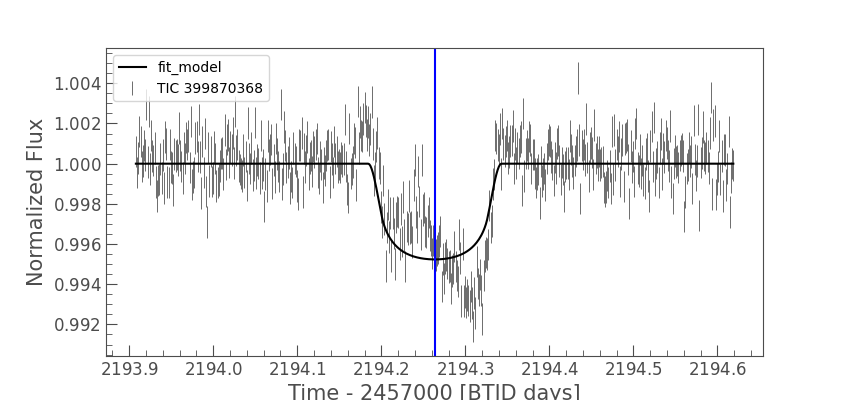 fit_model
TIC 399870368
1.004
1.002
1.000
0.998
0.996
0.994
0.992
Normalized Flux
2193.9 2194.0 2194.1 2194.2 2194.3 2194.4 2194.5 2194.6
Time - 2457000 [BTJD days]